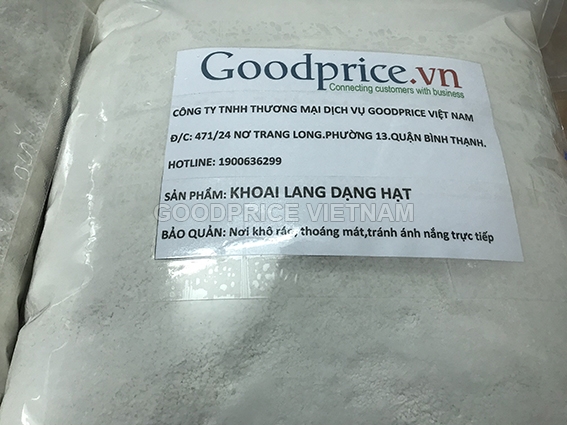 Goodprice.vn
Connecting customers with business
CÔNG TY TNHH THƯƠNG MẠI DỊCH VỤ GOODPRICE VIỆT NAM
Đ/C: 471/24 NƠ TRANG LONG.PHƯỜNG 13.QUẬN BÌNH THẠNH.
HOTLINE: 1900636299
SẢN PHẨM: KHOAI LANG DẠNG HẠT
GOODPRICE VIETNAM
BẢO QUẢN: Nơi khô ráo, thoáng mát,tránh ánh nắng trực tiếp